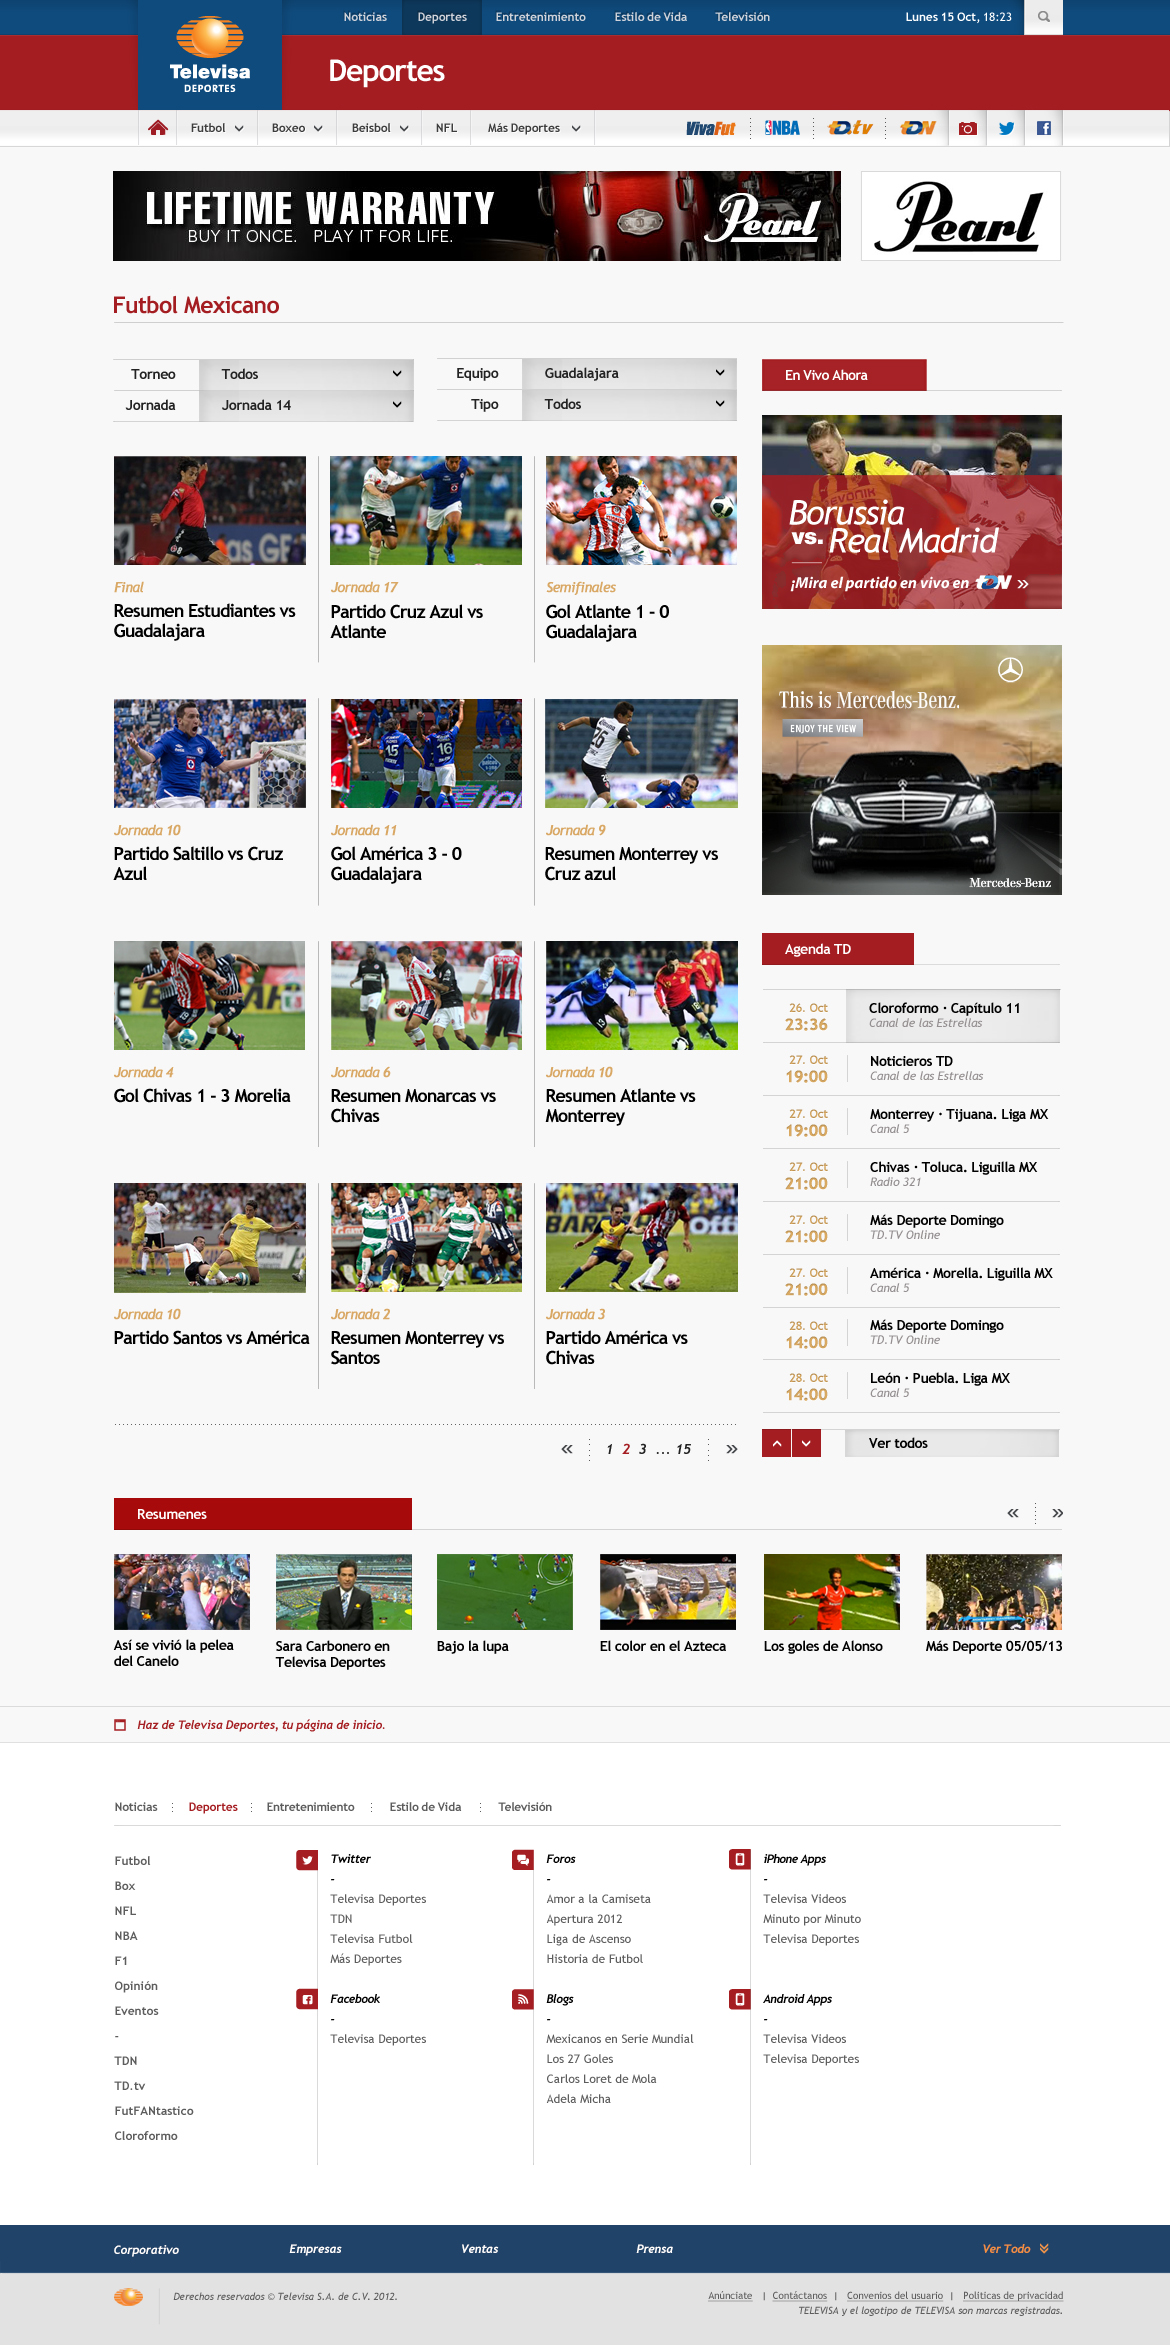 Noticias Deportes Entretenimiento Estilo de Vida Televisión Lunes 15 Oct, 18:23
Televisa
DEPORTES
Deportes
Futbol Boxeo Beisbol NFL Más Deportes VivaFut NBA TD.tv TDN
LIFETIME WARRANTY
BUY IT ONCE. PLAY IT FOR LIFE.
Pearl
Pearl
Futbol Mexicano
Torneo Todos
Jornada Jornada 14
Equipo Guadalajara
Tipo Todos
En Vivo Ahora
Borussia
vs. Real Madrid
¡Mira el partido en vivo en TDN »
Final
Resumen Estudiantes vs
Guadalajara
Jornada 17
Partido Cruz Azul vs
Atlante
Semifinales
Gol Atlante 1 - 0
Guadalajara
This is Mercedes-Benz.
ENJOY THE VIEW
Mercedes-Benz
Jornada 10
Partido Saltillo vs Cruz
Azul
Jornada 11
Gol América 3 - 0
Guadalajara
Jornada 9
Resumen Monterrey vs
Cruz azul
Jornada 4
Gol Chivas 1 - 3 Morelia
Jornada 6
Resumen Monarcas vs
Chivas
Jornada 10
Resumen Atlante vs
Monterrey
Jornada 10
Partido Santos vs América
Jornada 2
Resumen Monterrey vs
Santos
Jornada 3
Partido América vs
Chivas
« 1 2 3 ... 15 »
Agenda TD
26. Oct
23:36
Cloroformo · Capítulo 11
Canal de las Estrellas
27. Oct
19:00
Noticieros TD
Canal de las Estrellas
27. Oct
19:00
Monterrey · Tijuana. Liga MX
Canal 5
27. Oct
21:00
Chivas · Toluca. Liguilla MX
Radio 321
27. Oct
21:00
Más Deporte Domingo
TD.TV Online
27. Oct
21:00
América · Morella. Liguilla MX
Canal 5
28. Oct
14:00
Más Deporte Domingo
TD.TV Online
28. Oct
14:00
León · Puebla. Liga MX
Canal 5
Ver todos
Resumenes « »
Así se vivió la pelea
del Canelo
Sara Carbonero en
Televisa Deportes
Bajo la lupa
El color en el Azteca
Los goles de Alonso
Más Deporte 05/05/13
Haz de Televisa Deportes, tu página de inicio.
Noticias Deportes Entretenimiento Estilo de Vida Televisión
Futbol
Box
NFL
NBA
F1
Opinión
Eventos
-
TDN
TD.tv
FutFANtastico
Cloroformo
Twitter
-
Televisa Deportes
TDN
Televisa Futbol
Más Deportes
Facebook
-
Televisa Deportes
Foros
-
Amor a la Camiseta
Apertura 2012
Liga de Ascenso
Historia de Futbol
Blogs
-
Mexicanos en Serie Mundial
Los 27 Goles
Carlos Loret de Mola
Adela Micha
iPhone Apps
-
Televisa Videos
Minuto por Minuto
Televisa Deportes
Android Apps
-
Televisa Videos
Televisa Deportes
Corporativo Empresas Ventas Prensa Ver Todo
Derechos reservados © Televisa S.A. de C.V. 2012.
Anúnciate | Contáctanos | Convenios del usuario | Políticas de privacidad
TELEVISA y el logotipo de TELEVISA son marcas registradas.